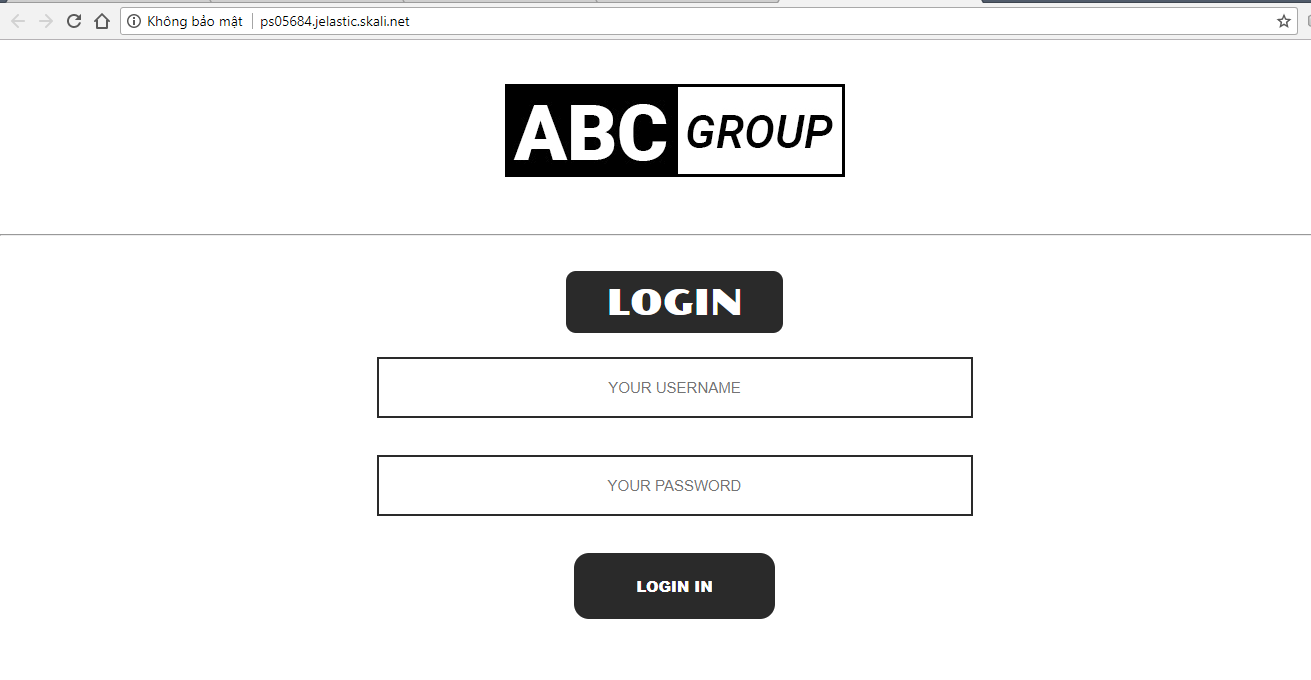 Không bảo mật ps05684.jelastic.skali.net
ABC GROUP
LOGIN
YOUR USERNAME
YOUR PASSWORD
LOGIN IN